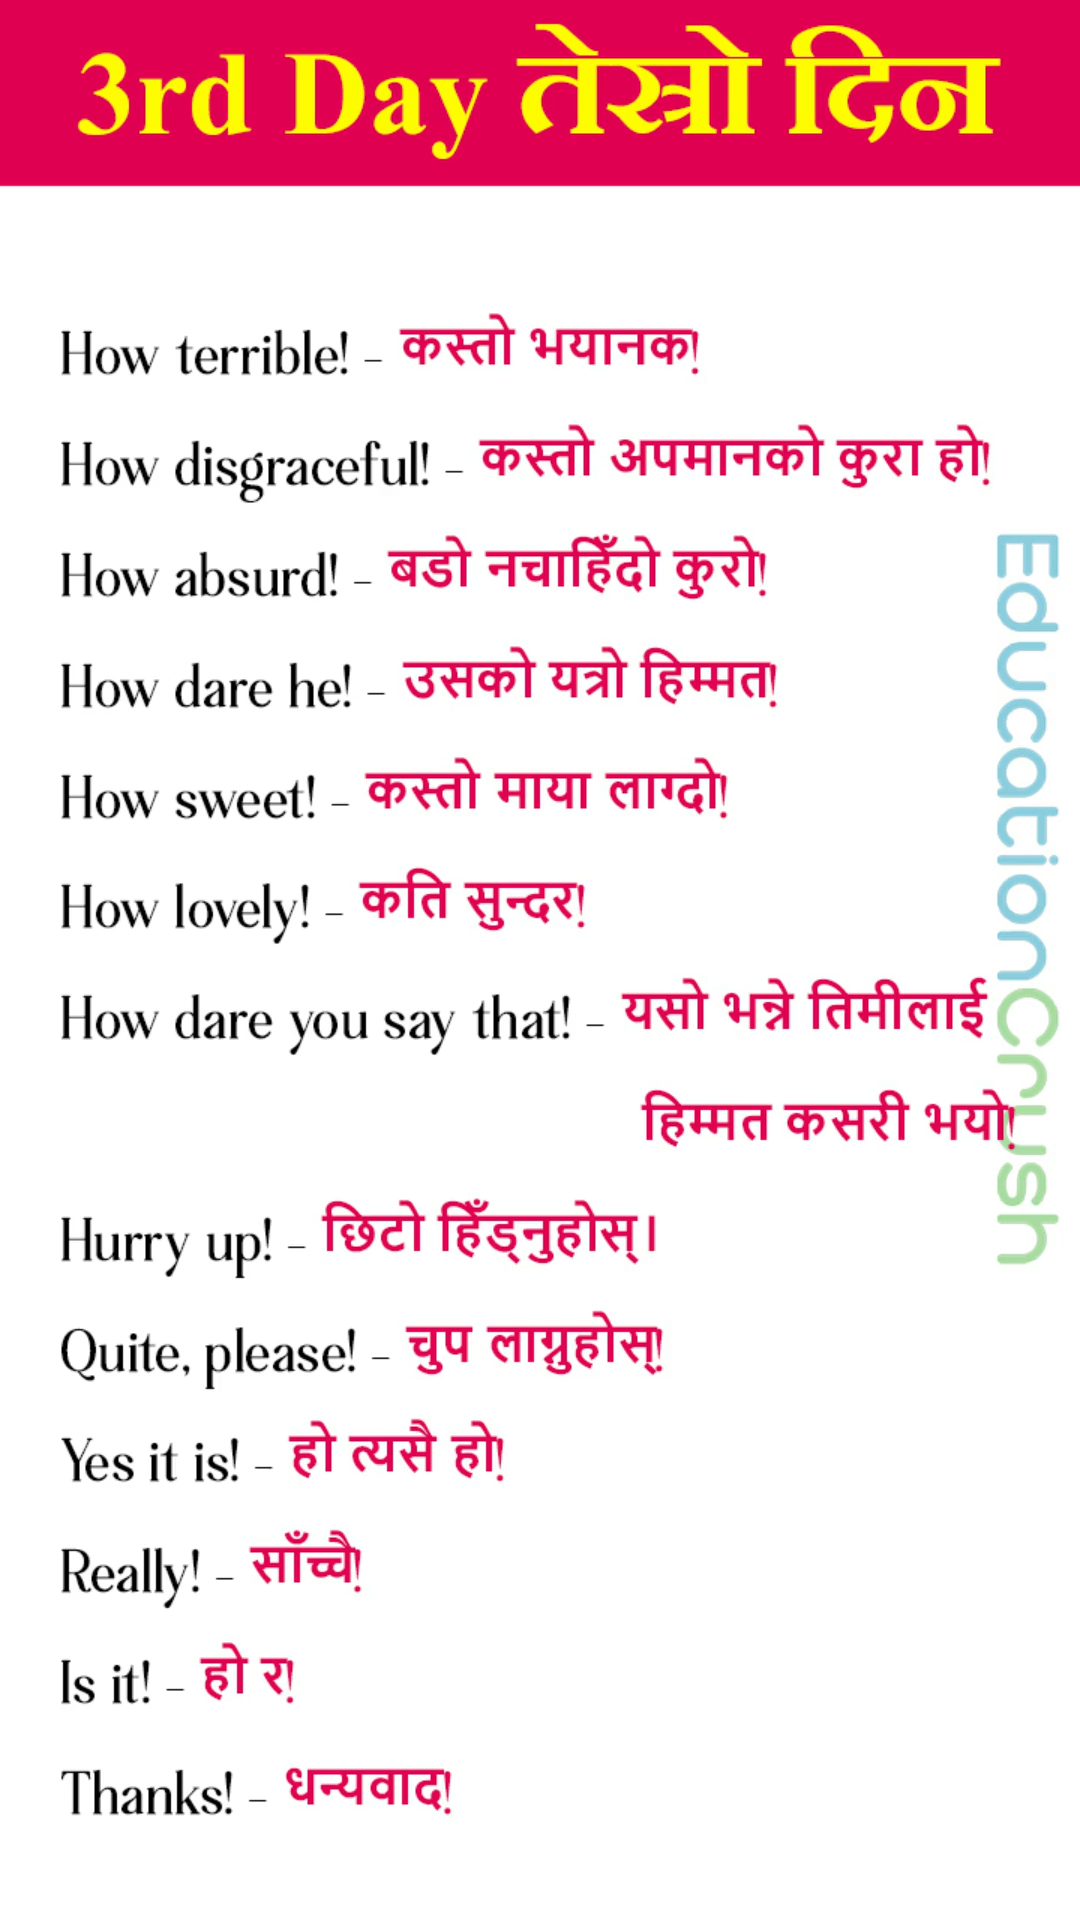 3rd Day तेस्रो दिन
How terrible! – कस्तो भयानक!
How disgraceful! – कस्तो अपमानको कुरा हो!
How absurd! – बडो नचाहिँदो कुरो!
How dare he! – उसको यत्रो हिम्मत!
How sweet! – कस्तो माया लाग्दो!
How lovely! – कति सुन्दर!
How dare you say that! – यसो भन्ने तिमीलाई
हिम्मत कसरी भयो!
Hurry up! – छिटो हिँड्नुहोस्।
Quite, please! – चुप लाग्नुहोस्!
Yes it is! – हो त्यसै हो!
Really! – साँच्चै!
Is it! – हो र!
Thanks! – धन्यवाद!
EducationCrush